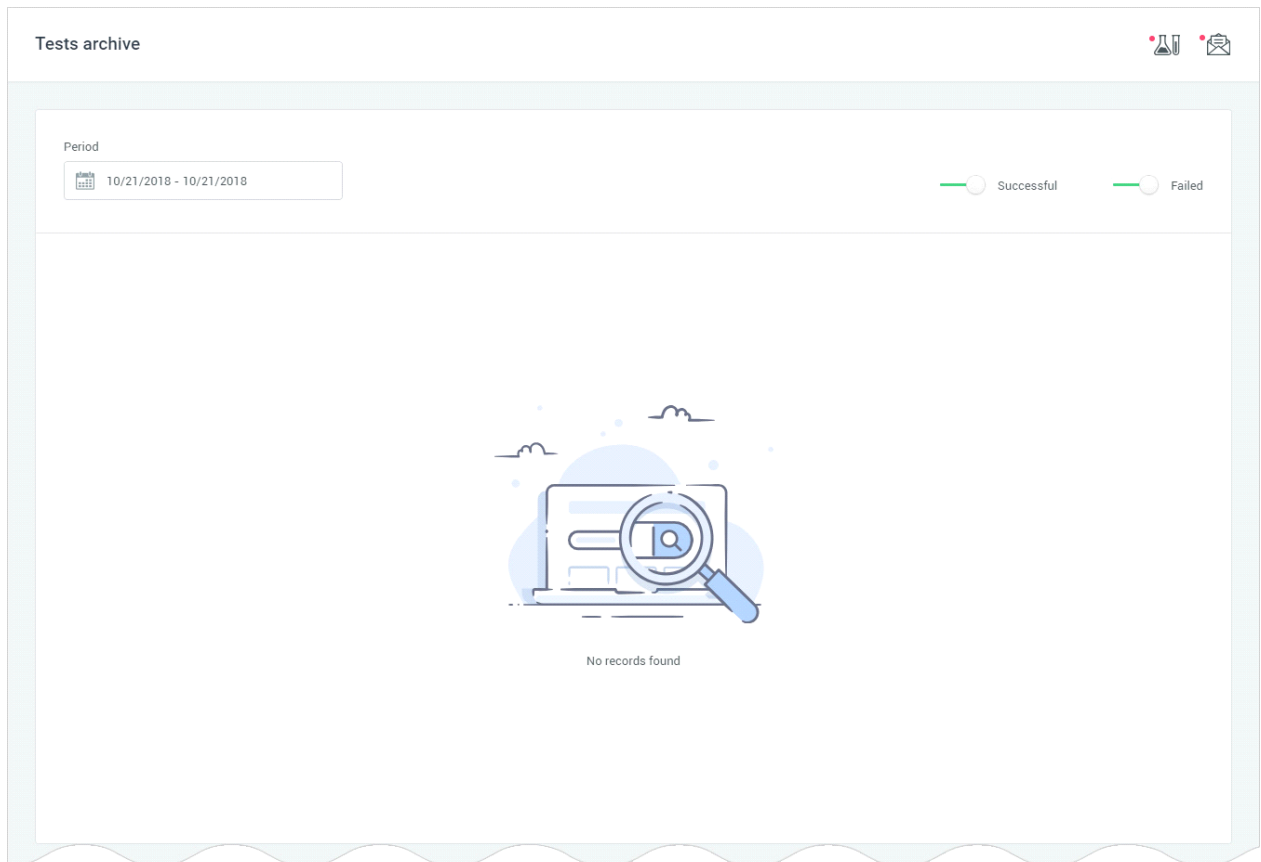 Tests archive
Period
10/21/2018 - 10/21/2018
Successful
Failed
No records found